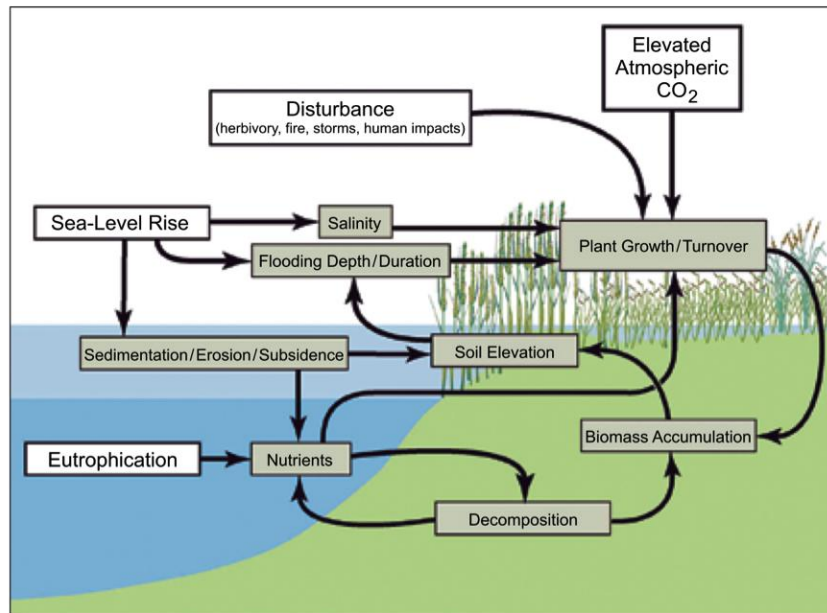 Elevated
Atmospheric
CO2
Disturbance
(herbivory, fire, storms, human impacts)
Sea-Level Rise
Salinity
Plant Growth/Turnover
Flooding Depth/Duration
Sedimentation/Erosion/Subsidence
Soil Elevation
Biomass Accumulation
Eutrophication
Nutrients
Decomposition